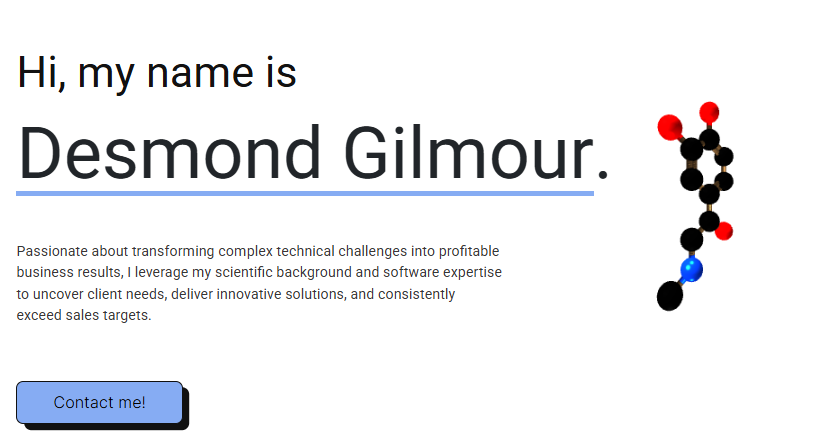 Hi, my name is
Desmond Gilmour.
Passionate about transforming complex technical challenges into profitable
business results, I leverage my scientific background and software expertise
to uncover client needs, deliver innovative solutions, and consistently
exceed sales targets.
Contact me!